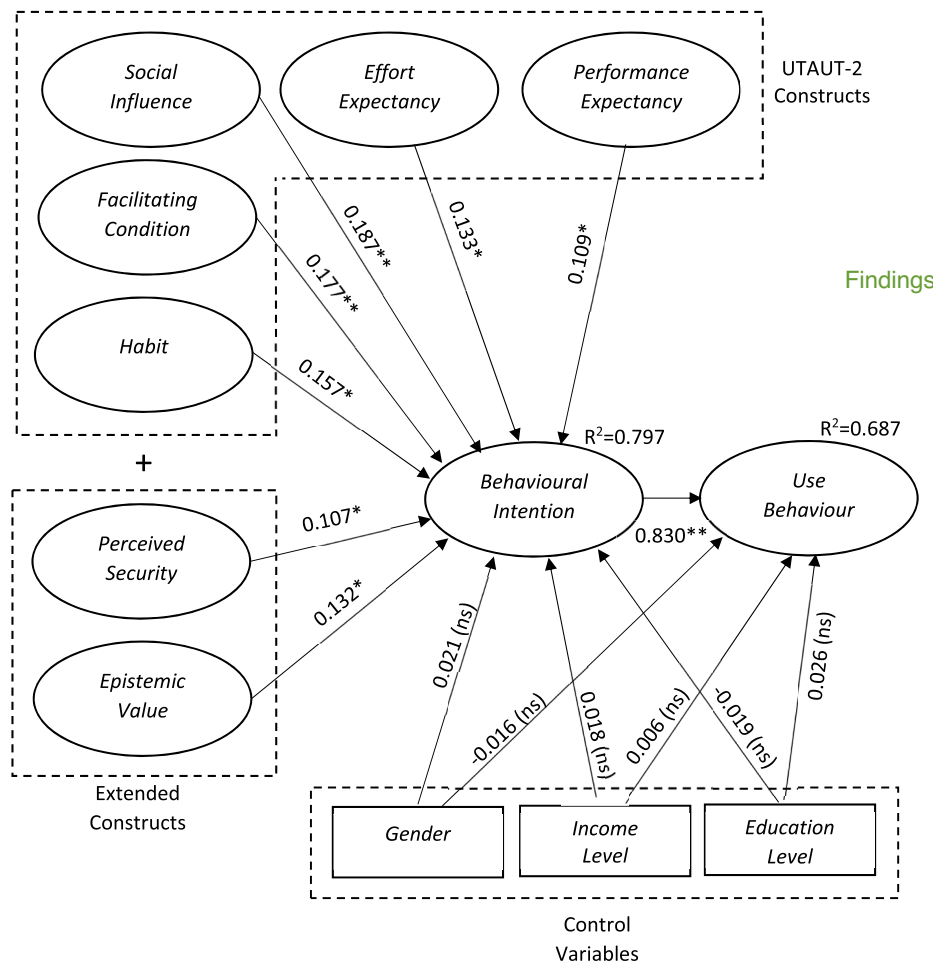 Social
Influence
Effort
Expectancy
Performance
Expectancy
UTAUT-2
Constructs
Facilitating
Condition
Habit
0.187**
0.177**
0.157*
0.133*
0.109*
Findings
+
R²=0.797
R²=0.687
Behavioural
Intention
Use
Behaviour
0.830**
Perceived
Security
0.107*
Epistemic
Value
0.132*
Extended
Constructs
0.021 (ns)
-0.016 (ns)
0.018 (ns)
0.006 (ns)
-0.019 (ns)
0.026 (ns)
Gender
Income
Level
Education
Level
Control
Variables